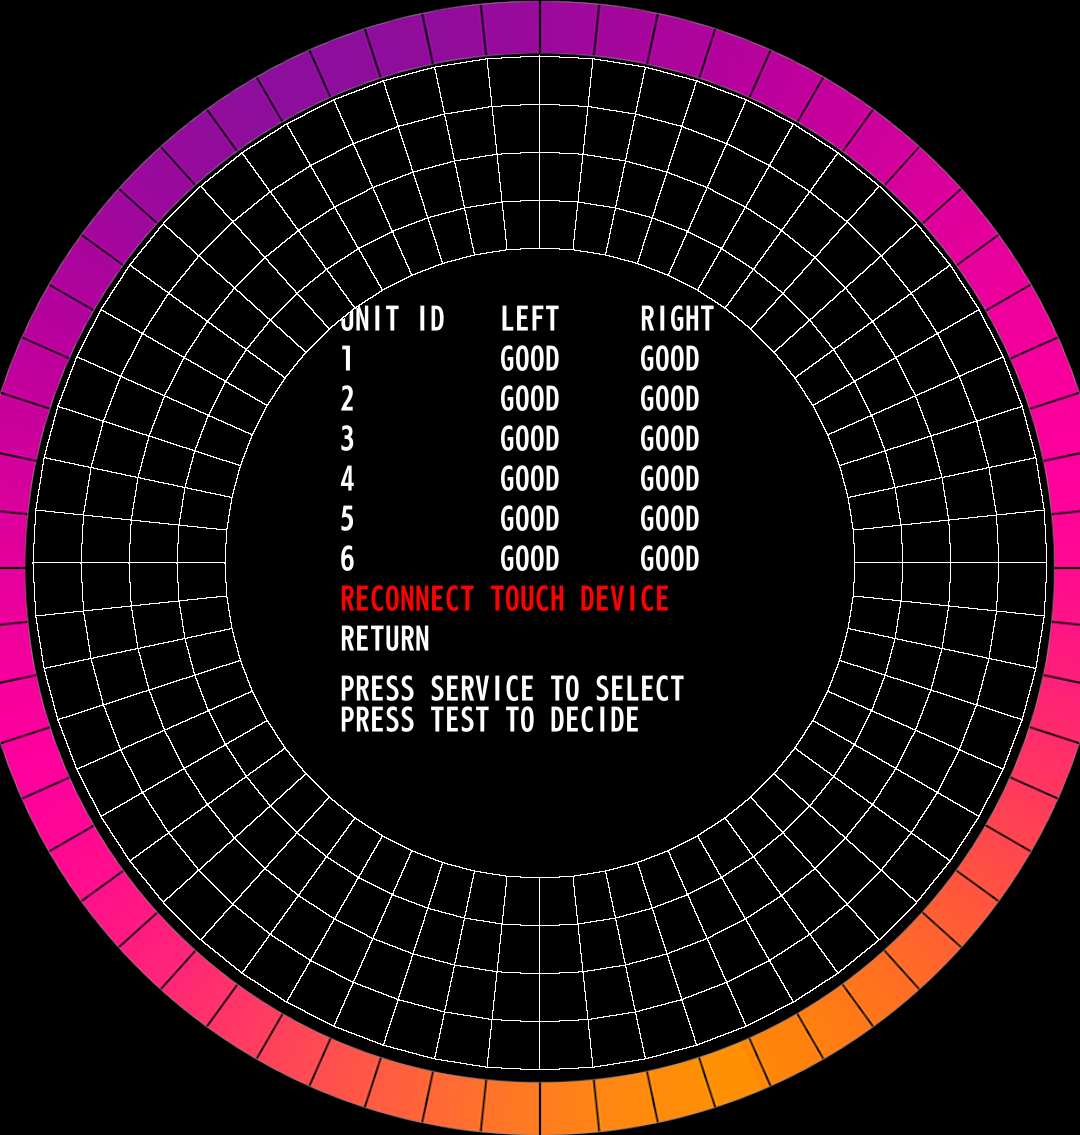 UNIT ID LEFT RIGHT
1 GOOD GOOD
2 GOOD GOOD
3 GOOD GOOD
4 GOOD GOOD
5 GOOD GOOD
6 GOOD GOOD
RECONNECT TOUCH DEVICE
RETURN
PRESS SERVICE TO SELECT
PRESS TEST TO DECIDE